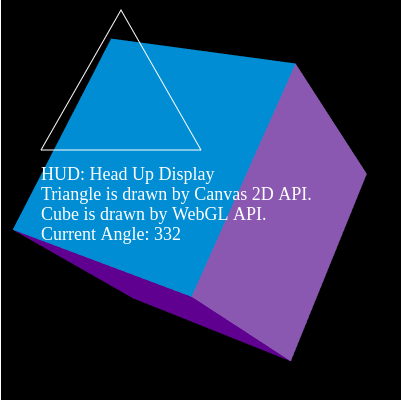 HUD: Head Up Display
Triangle is drawn by Canvas 2D API.
Cube is drawn by WebGL API.
Current Angle: 332